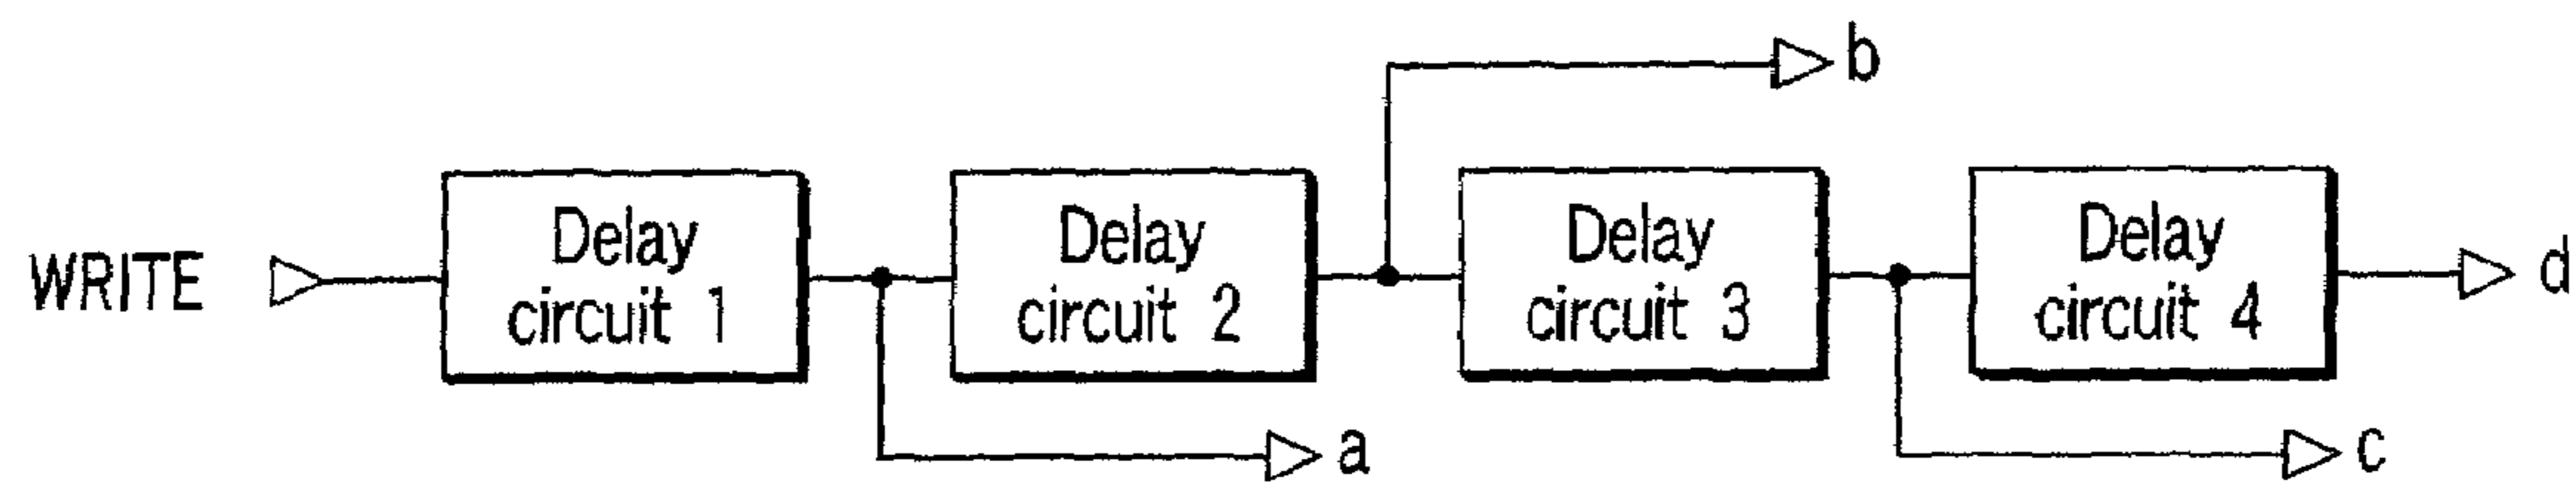 b
WRITE
Delay
circuit 1
Delay
circuit 2
Delay
circuit 3
Delay
circuit 4
d
a
c